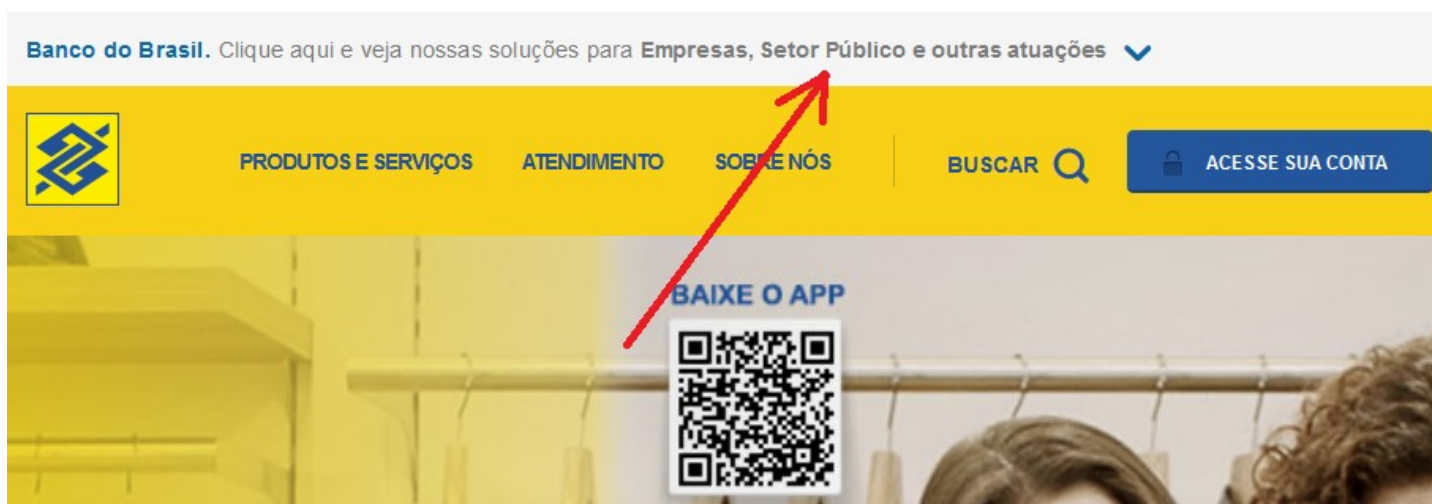 Banco do Brasil. Clique aqui e veja nossas soluções para Empresas, Setor Público e outras atuações
PRODUTOS E SERVIÇOS ATENDIMENTO SOBRE NÓS BUSCAR ACESSE SUA CONTA
BAIXE O APP